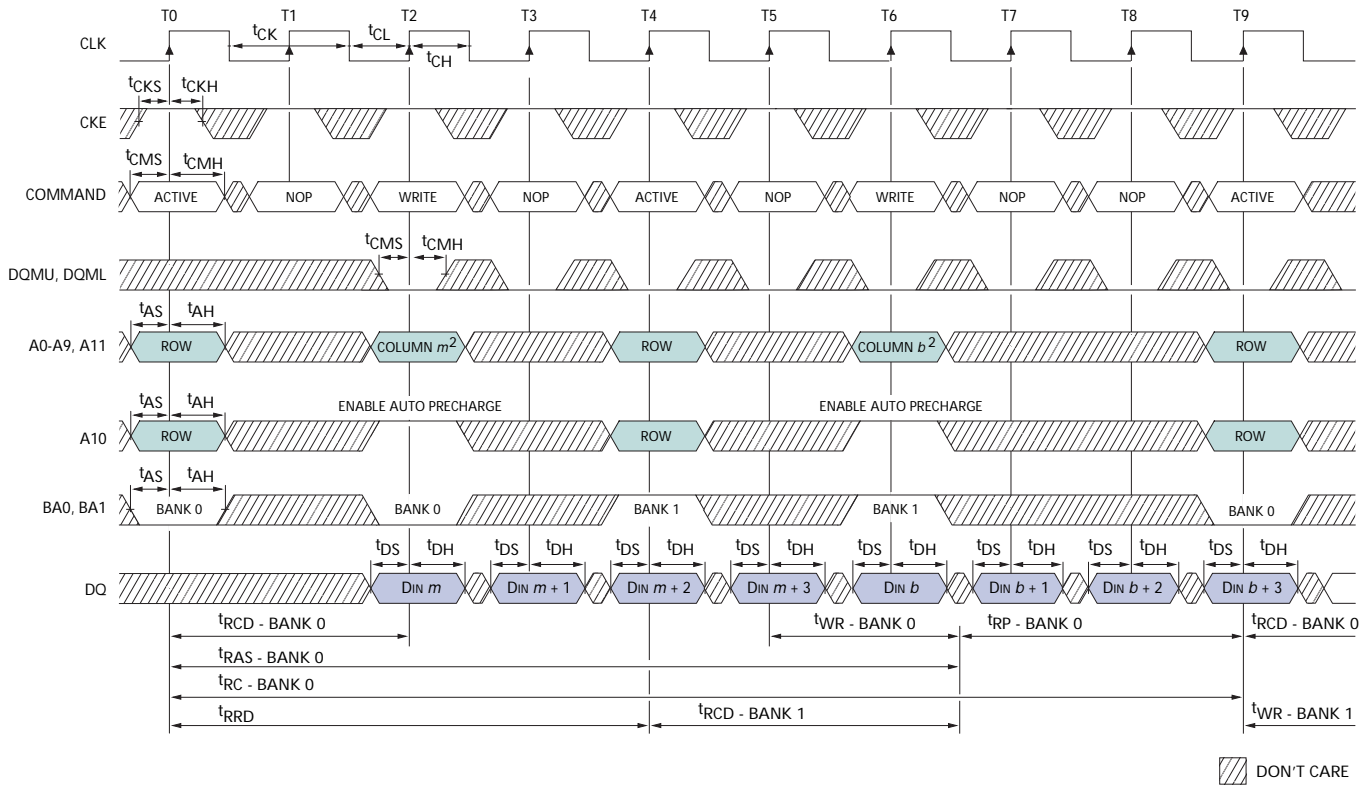 T0 T1 T2 T3 T4 T5 T6 T7 T8 T9
CLK tCK tCL tCH
tCKS tCKH
CKE
tCMS tCMH
COMMAND ACTIVE NOP WRITE NOP ACTIVE NOP WRITE NOP NOP ACTIVE
tCMS tCMH
DQMU, DQML
tAS tAH
A0-A9, A11 ROW COLUMN m² ROW COLUMN b² ROW
tAS tAH ENABLE AUTO PRECHARGE ENABLE AUTO PRECHARGE
A10 ROW ROW ROW
tAS tAH
BA0, BA1 BANK 0 BANK 0 BANK 1 BANK 1 BANK 0
tDS tDH tDS tDH tDS tDH tDS tDH tDS tDH tDS tDH tDS tDH tDS tDH
DQ DIN m DIN m + 1 DIN m + 2 DIN m + 3 DIN b DIN b + 1 DIN b + 2 DIN b + 3
tRCD - BANK 0 tWR - BANK 0 tRP - BANK 0 tRCD - BANK 0
tRAS - BANK 0
tRC - BANK 0
tRRD tRCD - BANK 1 tWR - BANK 1
DON'T CARE